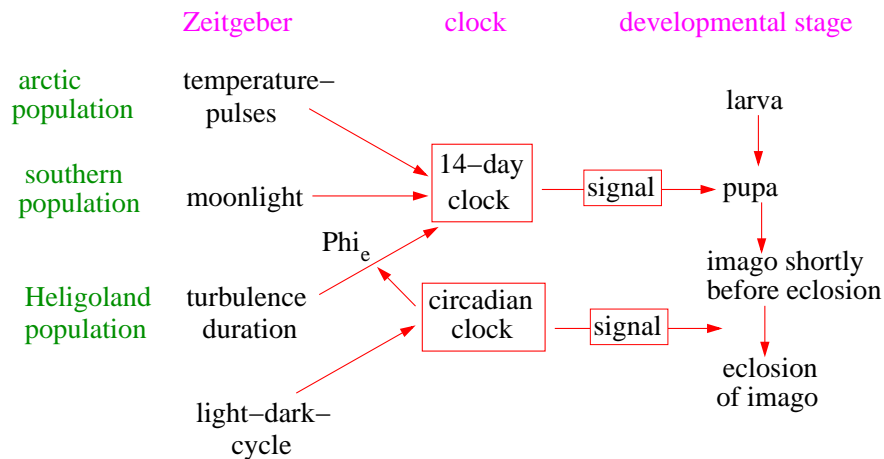 Zeitgeber clock developmental stage
arctic
population
temperature–
pulses
larva
southern
population
moonlight
14–day
clock
signal
pupa
Phi e
imago shortly
before eclosion
Heligoland
population
turbulence
duration
circadian
clock
signal
eclosion
of imago
light–dark–
cycle